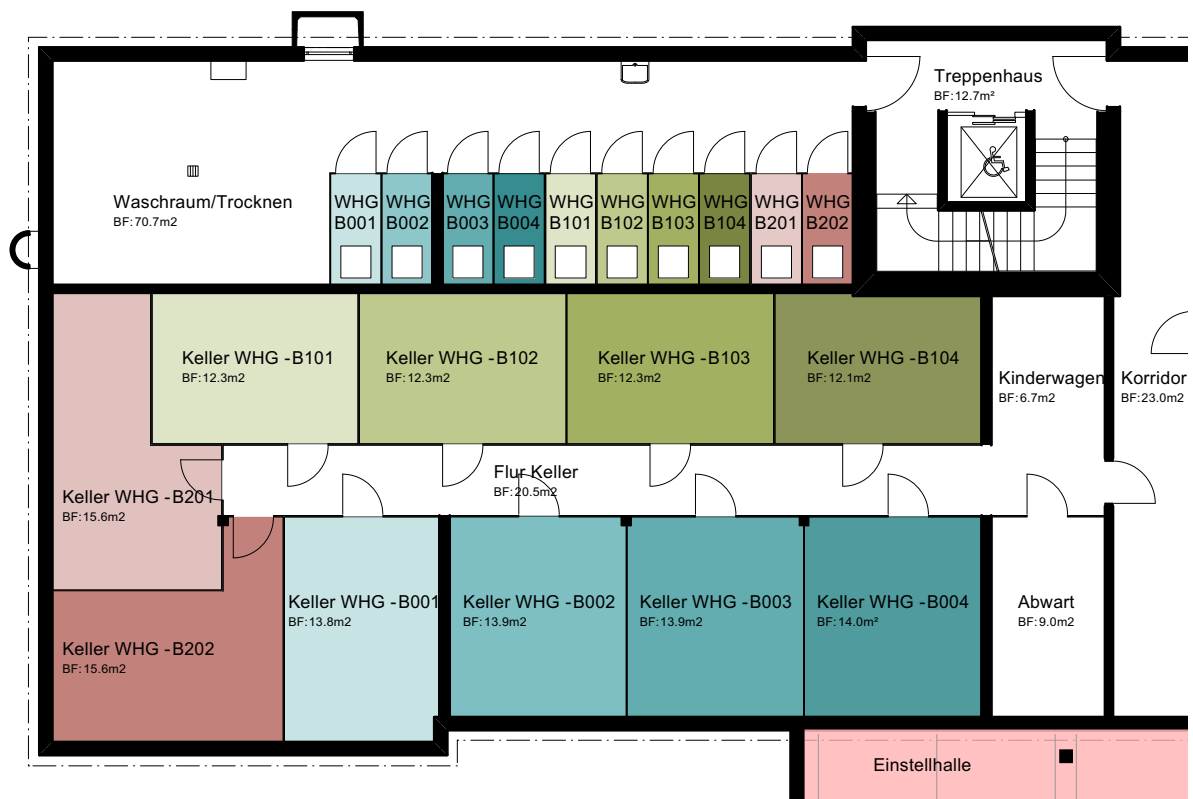 Treppenhaus
BF:12.7m²
Waschraum/Trocknen
BF:70.7m2
WHG
B001
WHG
B002
WHG
B003
WHG
B004
WHG
B101
WHG
B102
WHG
B103
WHG
B104
WHG
B201
WHG
B202
Keller WHG -B101
BF:12.3m2
Keller WHG -B102
BF:12.3m2
Keller WHG -B103
BF:12.3m2
Keller WHG -B104
BF:12.1m2
Kinderwagen
BF:6.7m2
Korridor
BF:23.0m2
Flur Keller
BF:20.5m2
Keller WHG -B201
BF:15.6m2
Keller WHG -B202
BF:15.6m2
Keller WHG -B001
BF:13.8m2
Keller WHG -B002
BF:13.9m2
Keller WHG -B003
BF:13.9m2
Keller WHG -B004
BF:14.0m²
Abwart
BF:9.0m2
Einstellhalle